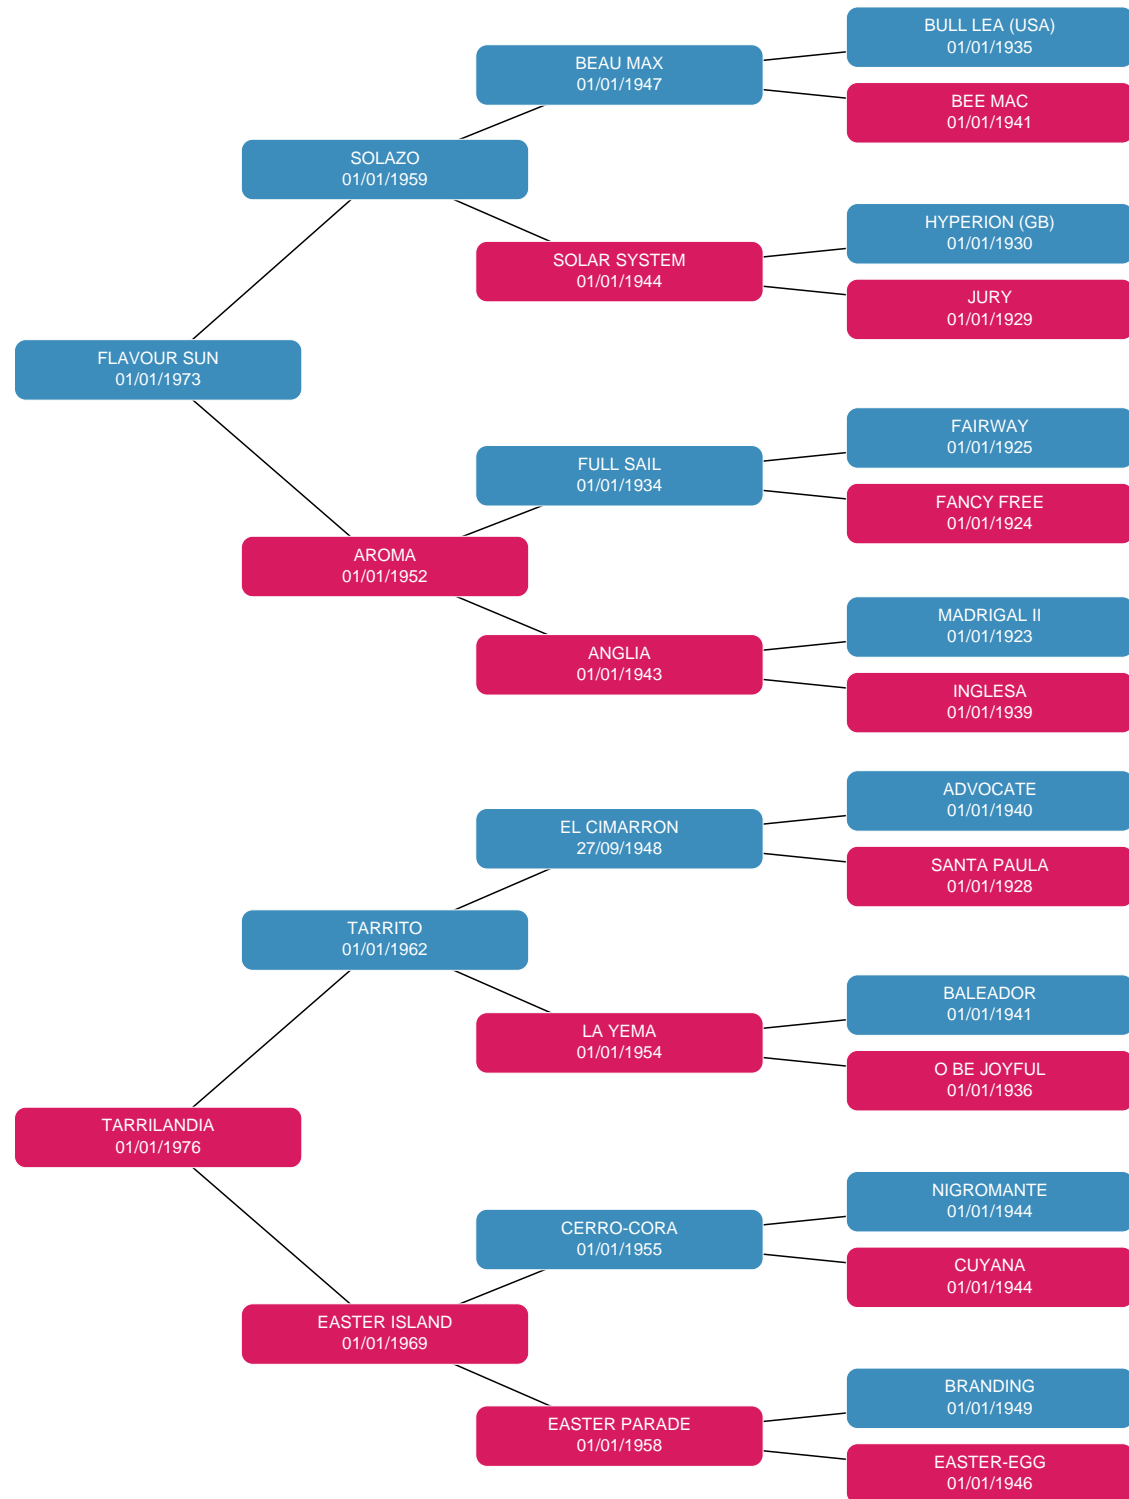 BULL LEA (USA)
01/01/1935
BEAU MAX
01/01/1947
BEE MAC
01/01/1941
SOLAZO
01/01/1959
HYPERION (GB)
01/01/1930
SOLAR SYSTEM
01/01/1944
JURY
01/01/1929
FLAVOUR SUN
01/01/1973
FAIRWAY
01/01/1925
FULL SAIL
01/01/1934
FANCY FREE
01/01/1924
AROMA
01/01/1952
MADRIGAL II
01/01/1923
ANGLIA
01/01/1943
INGLESA
01/01/1939
ADVOCATE
01/01/1940
EL CIMARRON
27/09/1948
SANTA PAULA
01/01/1928
TARRITO
01/01/1962
BALEADOR
01/01/1941
LA YEMA
01/01/1954
O BE JOYFUL
01/01/1936
TARRILANDIA
01/01/1976
NIGROMANTE
01/01/1944
CERRO-CORA
01/01/1955
CUYANA
01/01/1944
EASTER ISLAND
01/01/1969
BRANDING
01/01/1949
EASTER PARADE
01/01/1958
EASTER-EGG
01/01/1946